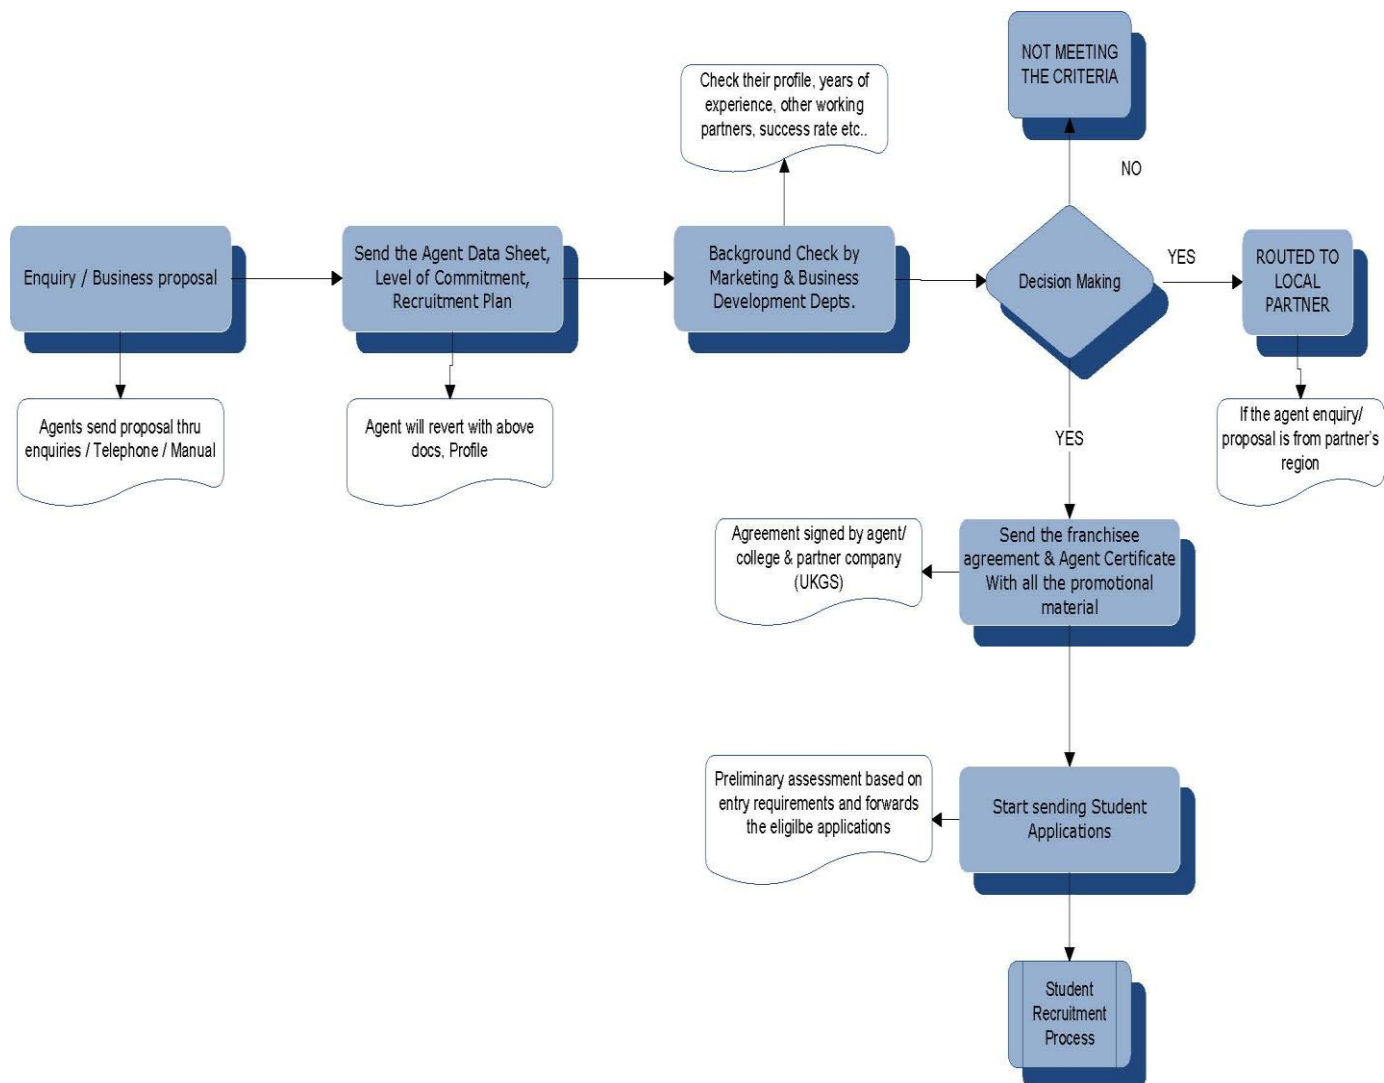 NOT MEETING
THE CRITERIA
Check their profile, years of
experience, other working
partners, success rate etc..
NO
Enquiry / Business proposal
Send the Agent Data Sheet,
Level of Commitment,
Recruitment Plan
Background Check by
Marketing & Business
Development Depts.
Decision Making
YES
ROUTED TO
LOCAL
PARTNER
Agents send proposal thru
enquiries / Telephone / Manual
Agent will revert with above
docs, Profile
YES
If the agent enquiry/
proposal is from partner's
region
Agreement signed by agent/
college & partner company
(UKGS)
Send the franchisee
agreement & Agent Certificate
With all the promotional
material
Preliminary assessment based on
entry requirements and forwards
the eligilbe applications
Start sending Student
Applications
Student
Recruitment
Process